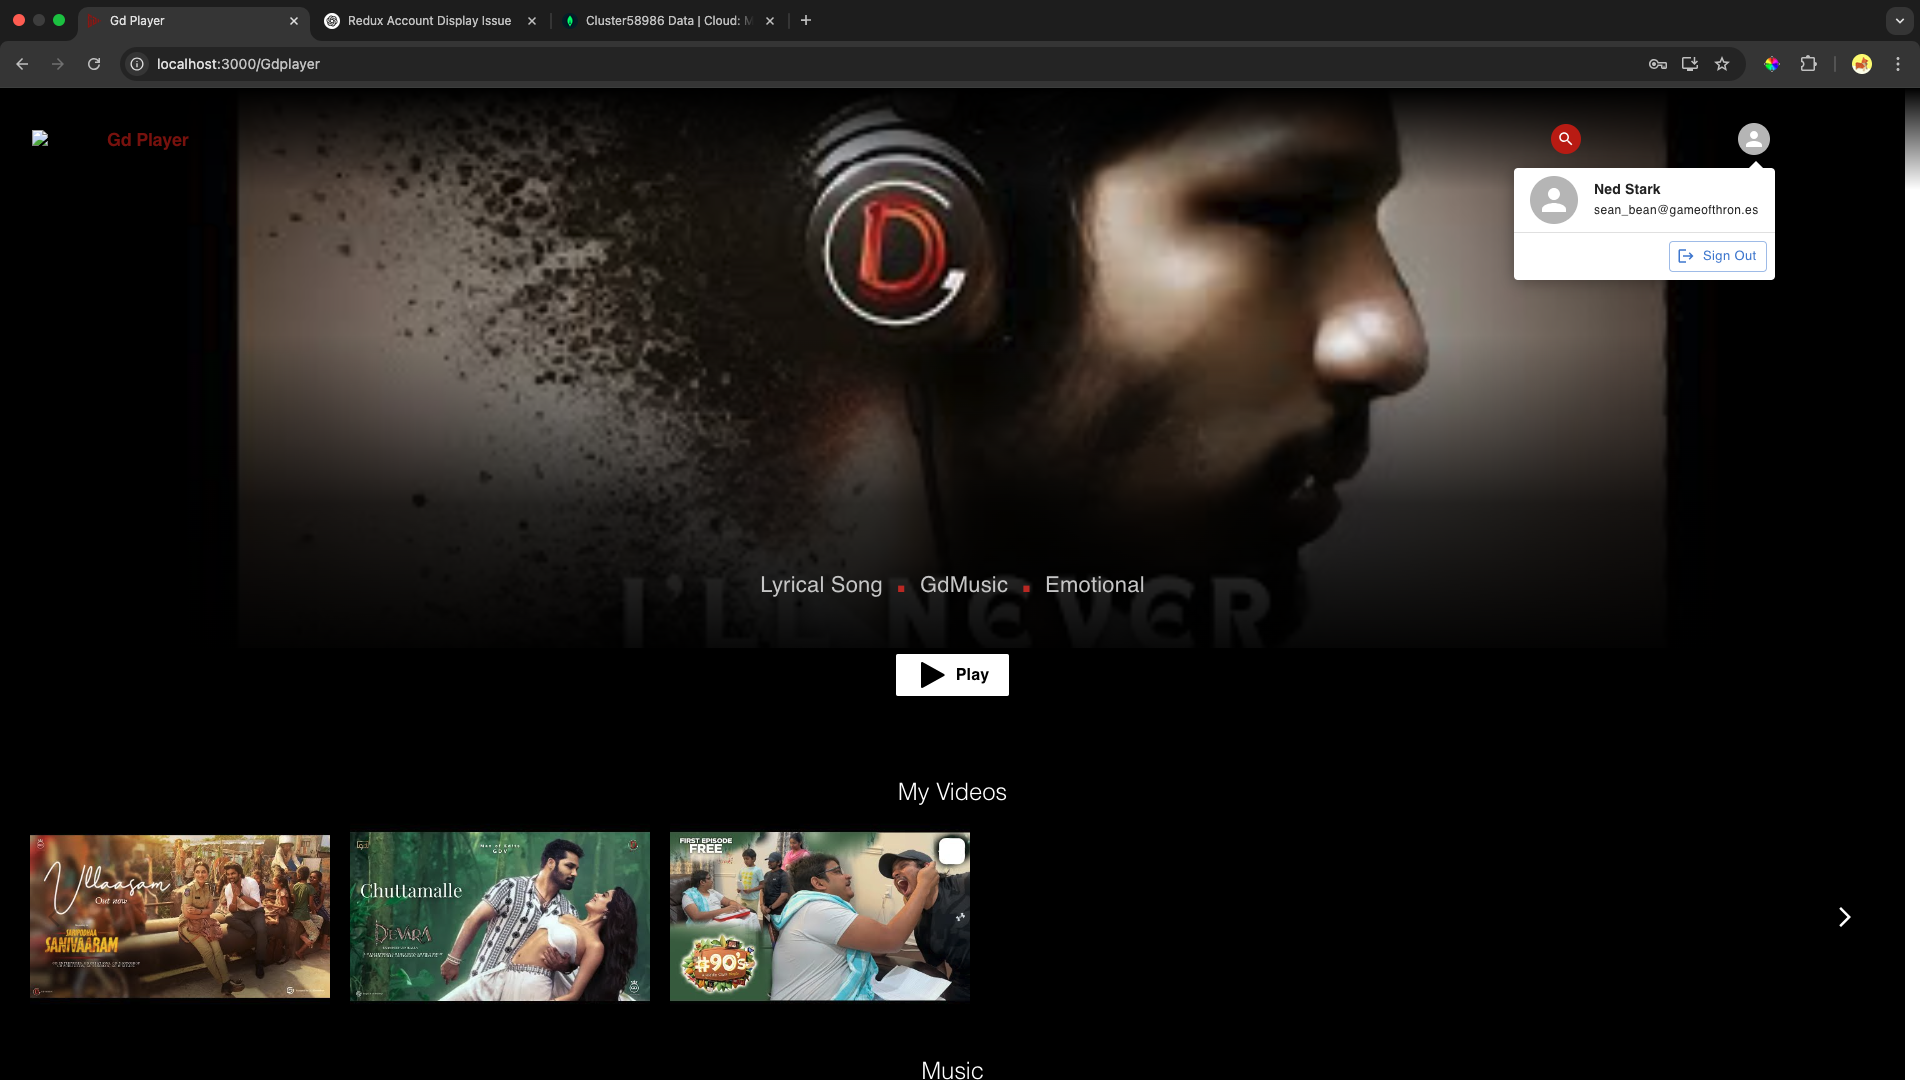 Gd Player
Redux Account Display Issue
Cluster58986 Data | Cloud: M
localhost:3000/Gdplayer
Gd Player
D
Ned Stark
sean_bean@gameofthron.es
Sign Out
Lyrical Song ▪ GdMusic ▪ Emotional
I'LL NEVER
Play
My Videos
Ullaasam
Out now
SARIPODHAA
SANIVAARAM
Chuttamalle
DEVARA
FIRST EPISODE
FREE
#90's
Music